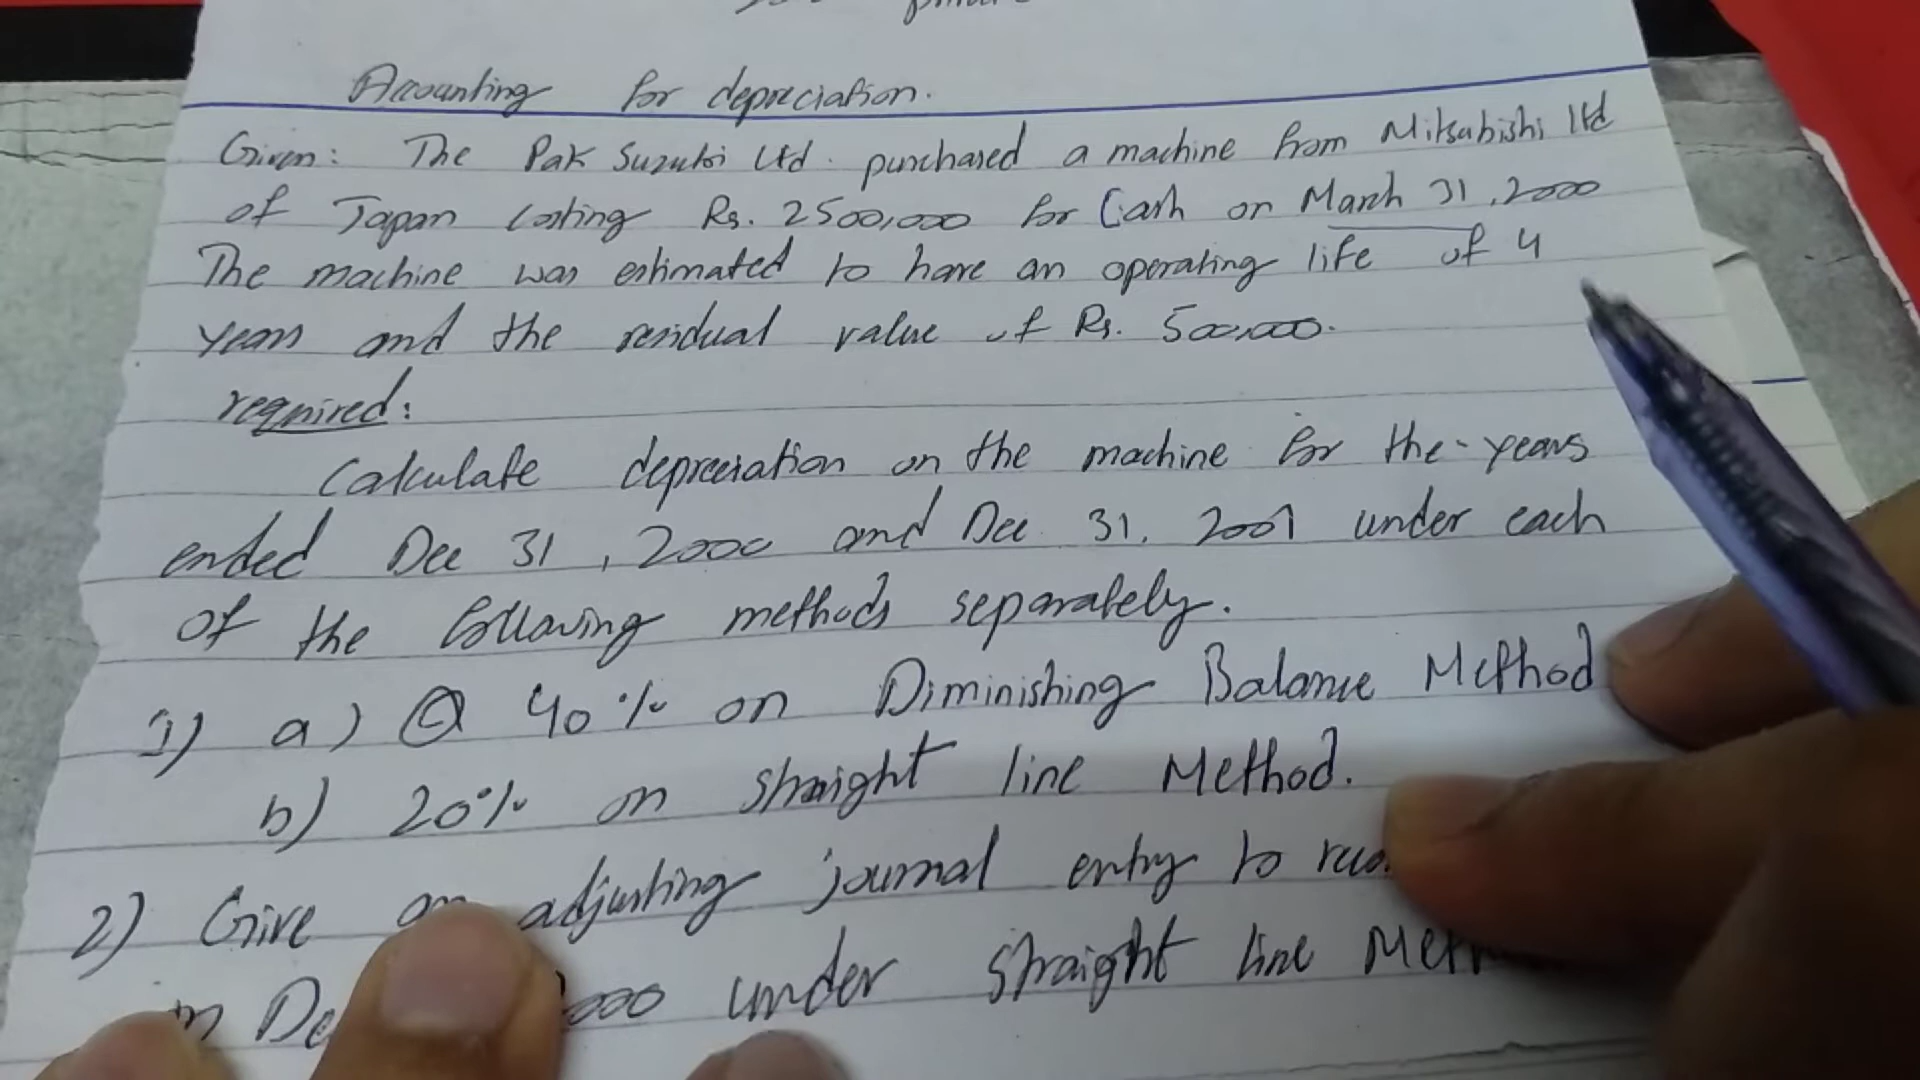 Accounting for depreciation.
Given: The Pak Suzuki Ltd. purchased a machine from Mitsubishi ltd
of Japan costing Rs. 2500,000 for Cash on March 31, 2000
The machine was estimated to have an operating life of 4
years and the residual value of Rs. 500,000.
required:
Calculate depreciation on the machine for the years
ended Dec 31, 2000 and Dec 31, 2001 under each
of the following methods separately.
1) a) @ 40% on Diminishing Balance Method
b) 20% on straight line Method.
2) Give an adjusting journal entry to
under straight line